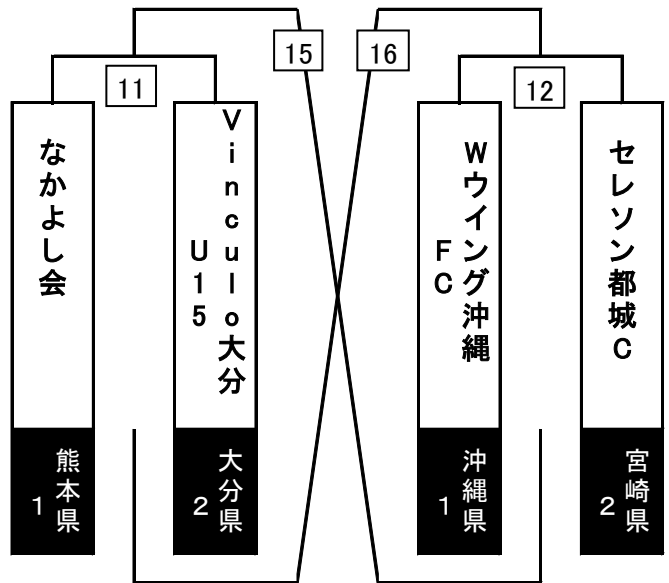 15
16
11
12
なかよし会
Vinculo大分
U15
Wウイング沖縄
FC
セレソン都城C
熊本県
1
大分県
2
沖縄県
1
宮崎県
2